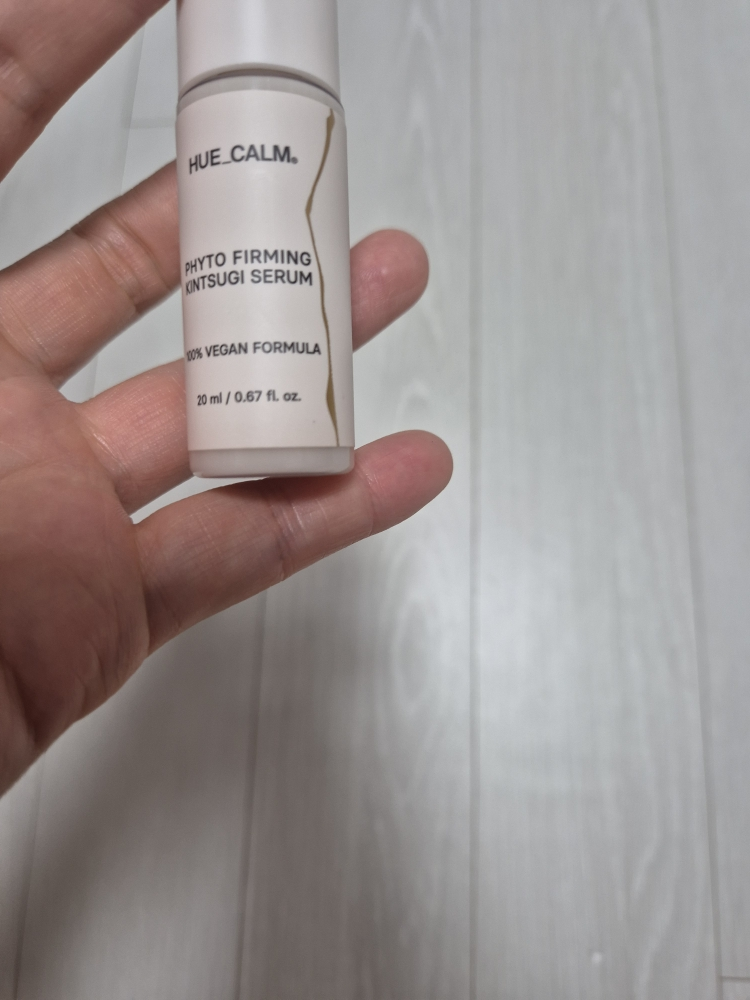 HUE_CALM®
PHYTO FIRMING
KINTSUGI SERUM
100% VEGAN FORMULA
20 ml / 0.67 fl. oz.